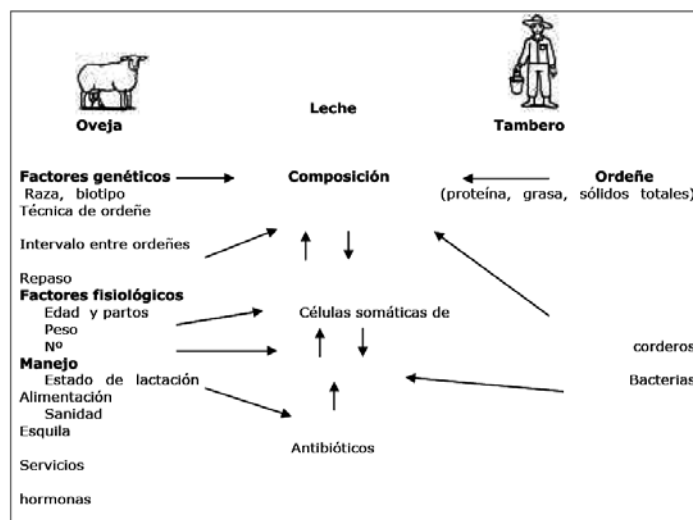 Leche
Oveja Tambero
Factores genéticos Composición Ordeñe
Raza, biotipo (proteína, grasa, sólidos totales)
Técnica de ordeñe
Intervalo entre ordeñes
Repaso
Factores fisiológicos
Edad y partos Células somáticas de
Peso
Nº corderos
Manejo
Estado de lactación Bacterias
Alimentación
Sanidad
Esquila
Antibióticos
Servicios
hormonas